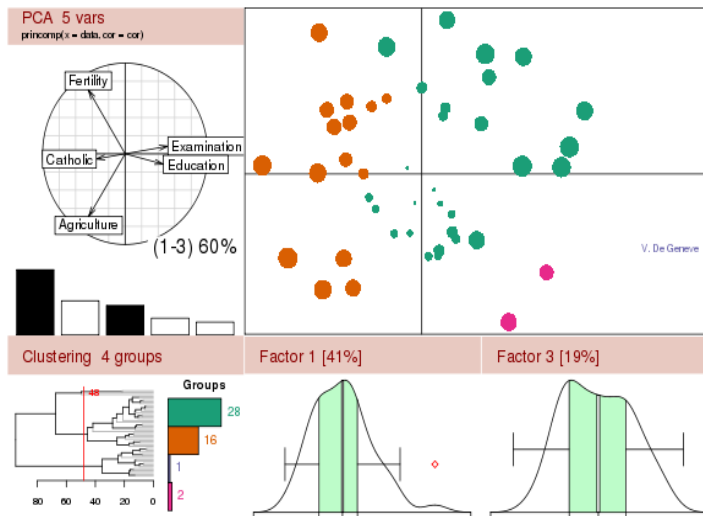 PCA 5 vars
princomp(x = data, cor = cor)
Fertility
Examination
Catholic
Education
Agriculture
(1-3) 60%
V. De Geneve
Clustering 4 groups
Factor 1 [41%]
Factor 3 [19%]
48
Groups
28
16
1
2
80 60 40 20 0